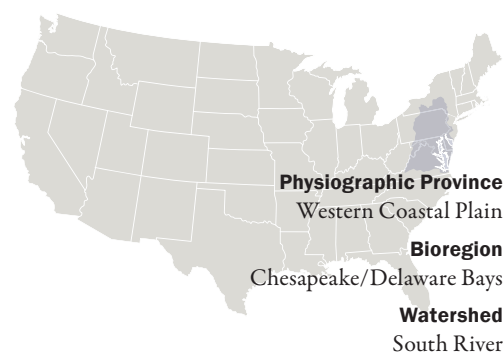 Physiographic Province
Western Coastal Plain
Bioregion
Chesapeake/Delaware Bays
Watershed
South River